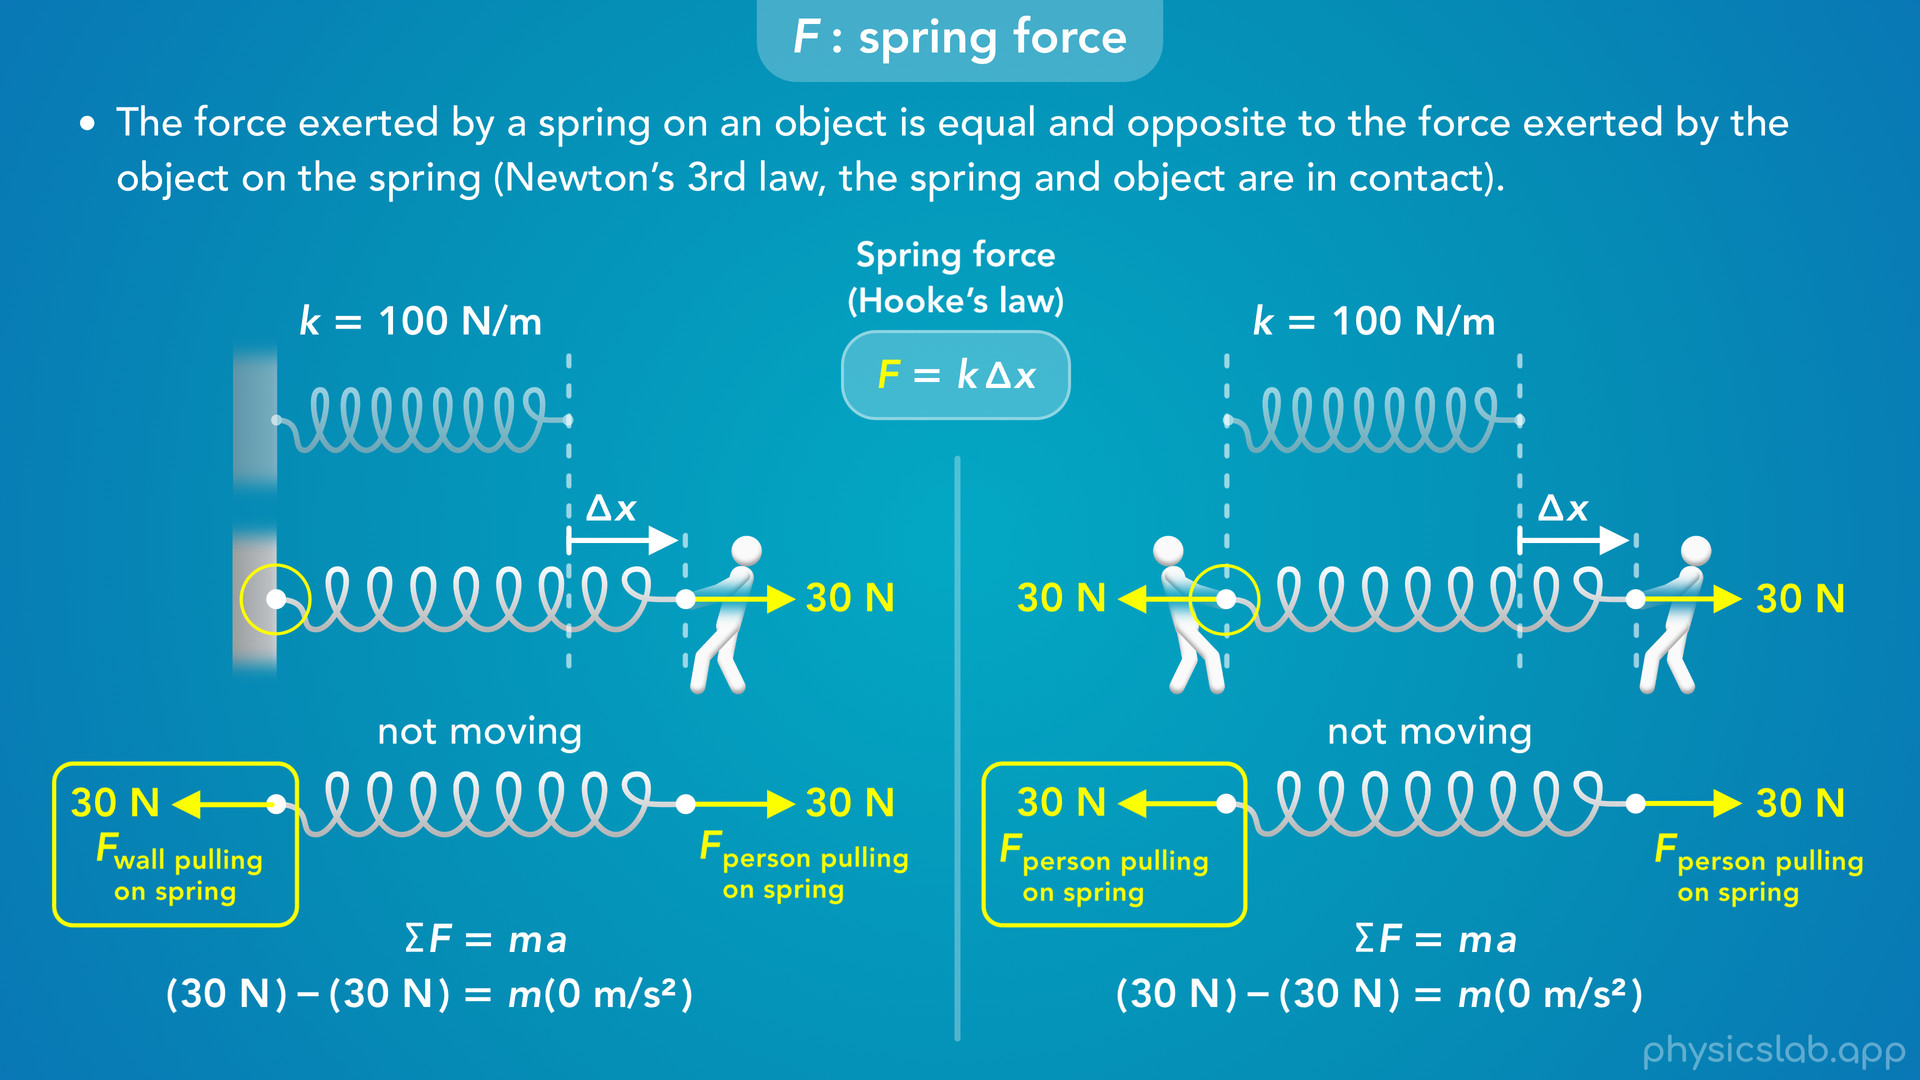 F : spring force
• The force exerted by a spring on an object is equal and opposite to the force exerted by the
object on the spring (Newton’s 3rd law, the spring and object are in contact).
Spring force
(Hooke’s law)
F = k Δx
k = 100 N/m
Δx
30 N
not moving
30 N
F wall pulling
on spring
30 N
F person pulling
on spring
ΣF = ma
(30 N) – (30 N) = m(0 m/s²)
k = 100 N/m
Δx
30 N
30 N
not moving
30 N
F person pulling
on spring
30 N
F person pulling
on spring
ΣF = ma
(30 N) – (30 N) = m(0 m/s²)
physicslab.app